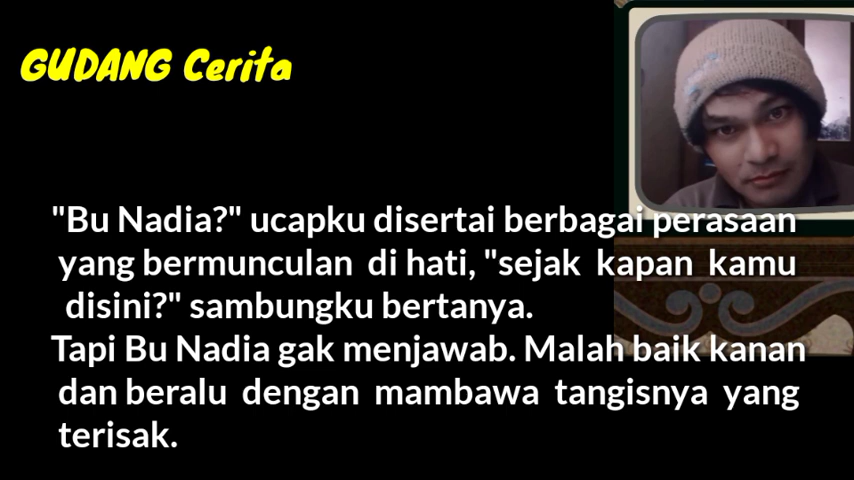 GUDANG Cerita
"Bu Nadia?" ucapku disertai berbagai perasaan
yang bermunculan di hati, "sejak kapan kamu
disini?" sambungku bertanya.
Tapi Bu Nadia gak menjawab. Malah baik kanan
dan beralu dengan mambawa tangisnya yang
terisak.